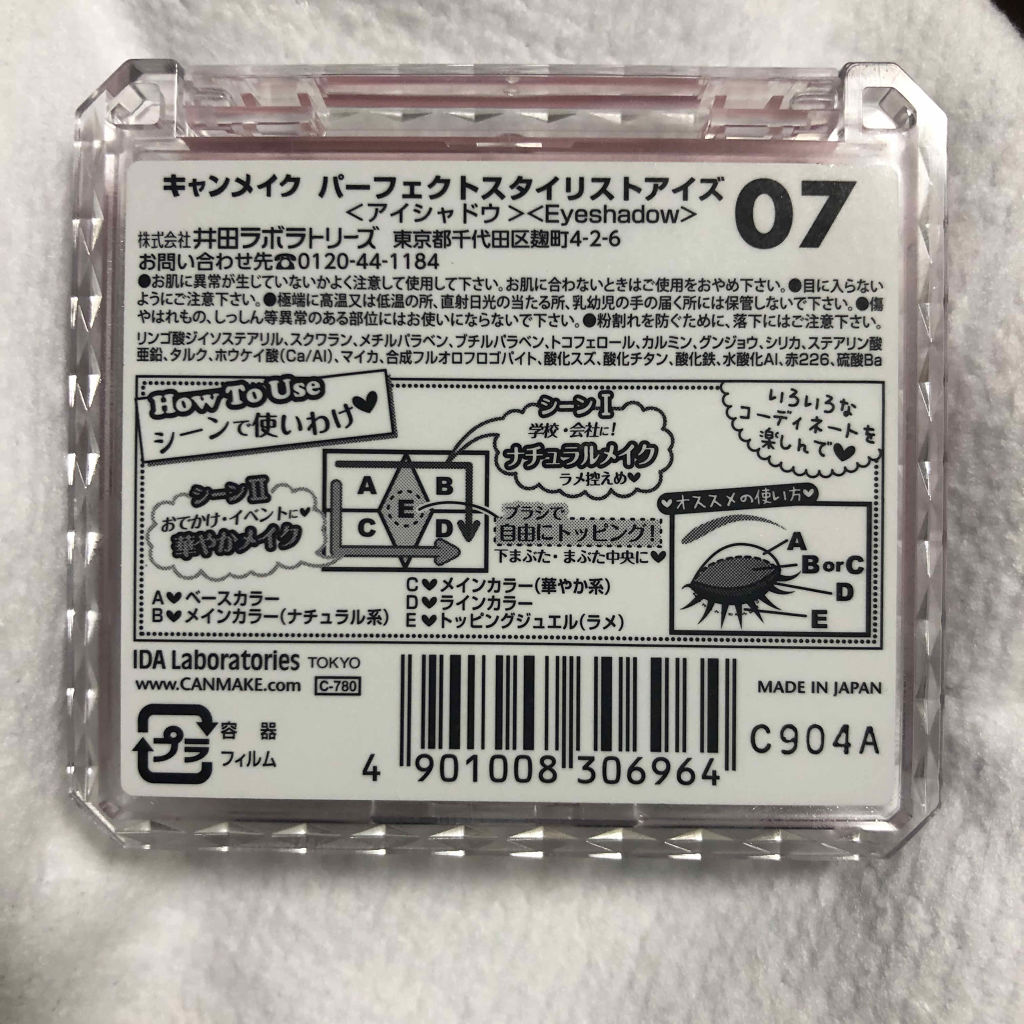 キャンメイク パーフェクトスタイリストアイズ 07
＜アイシャドウ＞＜Eyeshadow＞
株式会社 井田ラボラトリーズ 東京都千代田区麹町4-2-6
お問い合わせ先☎0120-44-1184
●お肌に異常が生じていないかよく注意して使用して下さい。お肌に合わないときはご使用をおやめ下さい。●目に入らない
ようにご注意下さい。●極端に高温又は低温の所、直射日光の当たる所、乳幼児の手の届く所には保管しないで下さい。●傷
やはれもの、しっしん等異常のある部位にはお使いにならないで下さい。●粉割れを防ぐために、落下にはご注意下さい。
リンゴ酸ジイソステアリル、スクワラン、メチルパラベン、ブチルパラベン、トコフェロール、カルミン、グンジョウ、シリカ、ステアリン酸
亜鉛、タルク、ホウケイ酸(Ca/Al)、マイカ、合成フルオロフロゴパイト、酸化スズ、酸化チタン、酸化鉄、水酸化Al、赤226、硫酸Ba
How To Use
シーンで使いわけ♥
シーンI
学校・会社に!
ナチュラルメイク
ラメ控えめ♥
いろいろな
コーディネートを
楽しんで♥
シーンII
おでかけ・イベントに♥
華やかメイク
A B
E
C D
ブラシで
自由にトッピング!
下まぶた・まぶた中央に♥
♥オススメの使い方♥
A
B or C
D
E
A♥ベースカラー
B♥メインカラー(ナチュラル系)
C♥メインカラー(華やか系)
D♥ラインカラー
E♥トッピングジュエル(ラメ)
IDA Laboratories TOKYO
www.CANMAKE.com C-780
MADE IN JAPAN
プラ
容器
フィルム
4 901008 306964
C904A